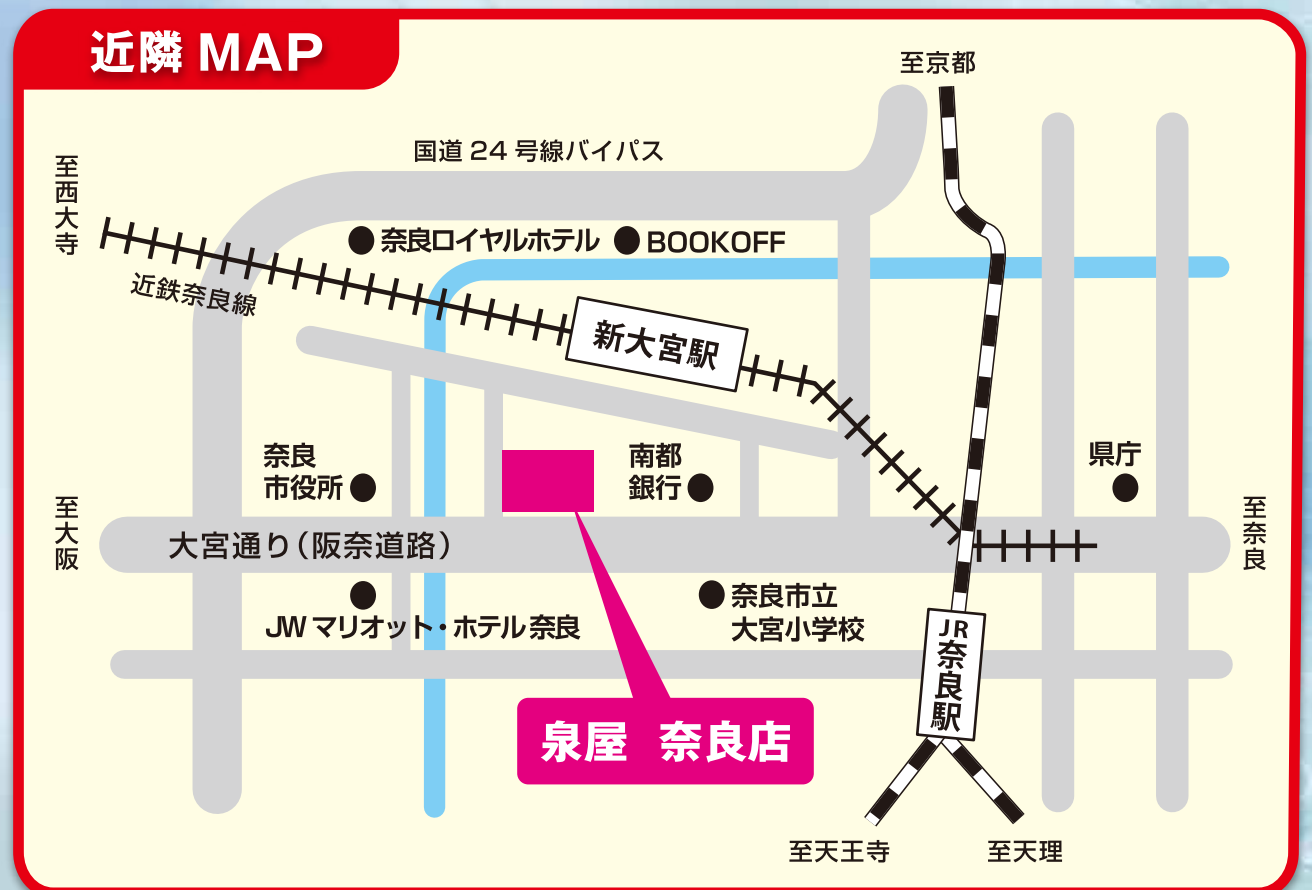 近隣 MAP
至京都
国道 24 号線バイパス
至西大寺
奈良ロイヤルホテル
BOOKOFF
近鉄奈良線
新大宮駅
奈良
市役所
南都
銀行
県庁
至大阪
大宮通り(阪奈道路)
至奈良
JW マリオット・ホテル 奈良
奈良市立
大宮小学校
JR
奈良駅
泉屋 奈良店
至天王寺
至天理